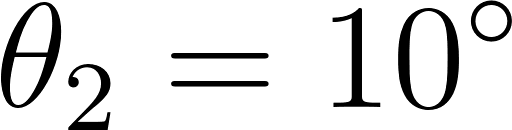 θ₂ = 10°